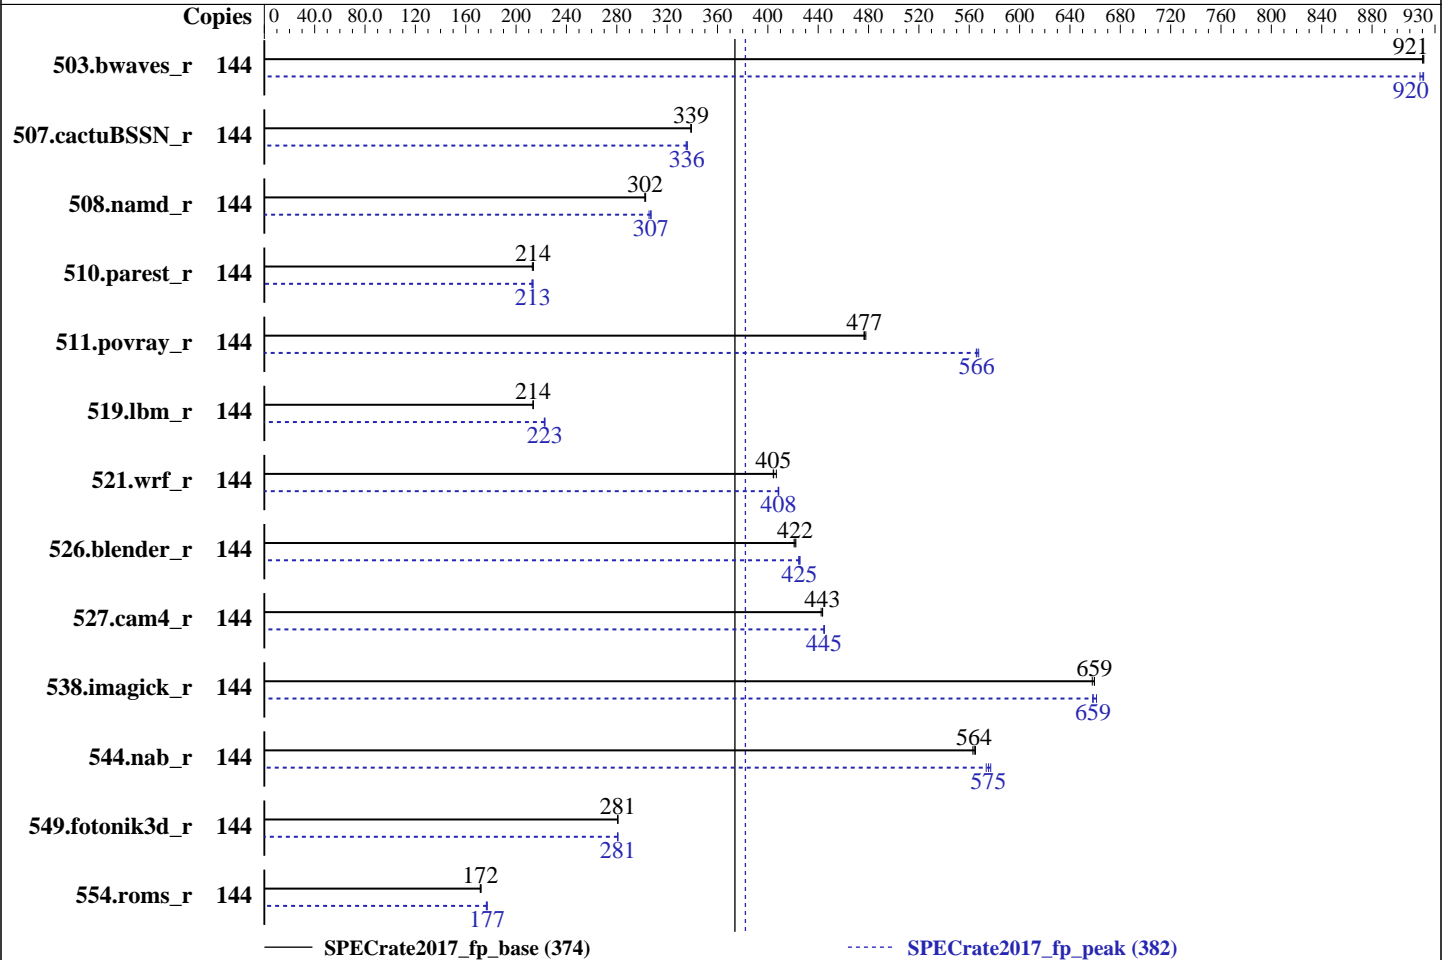 Copies 0 40.0 80 120 160 200 240 280 320 360 400 440 480 520 560 600 640 680 720 760 800 840 880 930
921
503.bwaves_r 144
920
339
507.cactuBSSN_r 144
336
302
508.namd_r 144
307
214
510.parest_r 144
213
477
511.povray_r 144
566
214
519.lbm_r 144
223
405
521.wrf_r 144
408
422
526.blender_r 144
425
443
527.cam4_r 144
445
659
538.imagick_r 144
659
564
544.nab_r 144
575
281
549.fotonik3d_r 144
281
172
554.roms_r 144
177
SPECrate2017_fp_base (374) SPECrate2017_fp_peak (382)